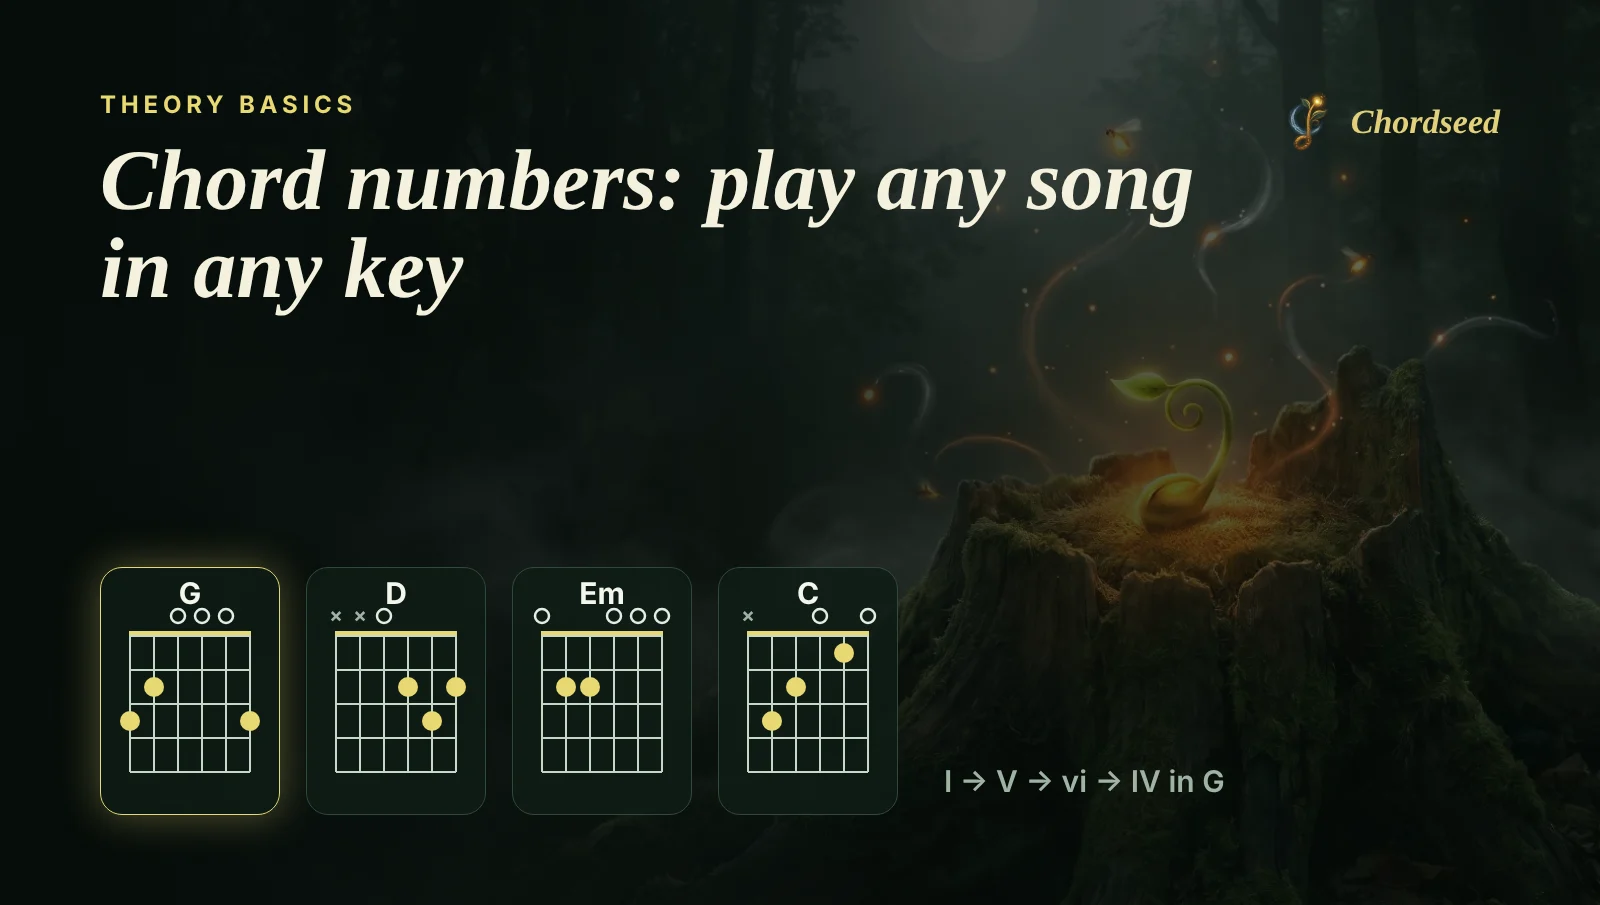 THEORY BASICS
Chordseed
Chord numbers: play any song
in any key
G
D
Em
C
× ×
×
I → V → vi → IV in G